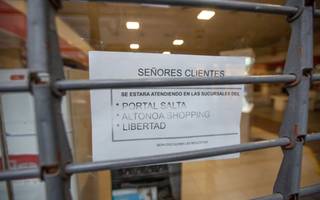 SEÑORES CLIENTES
SE ESTARA ATENDIENDO EN LAS SUCURSALES DE:
* PORTAL SALTA
* ALTONOA SHOPPING
* LIBERTAD